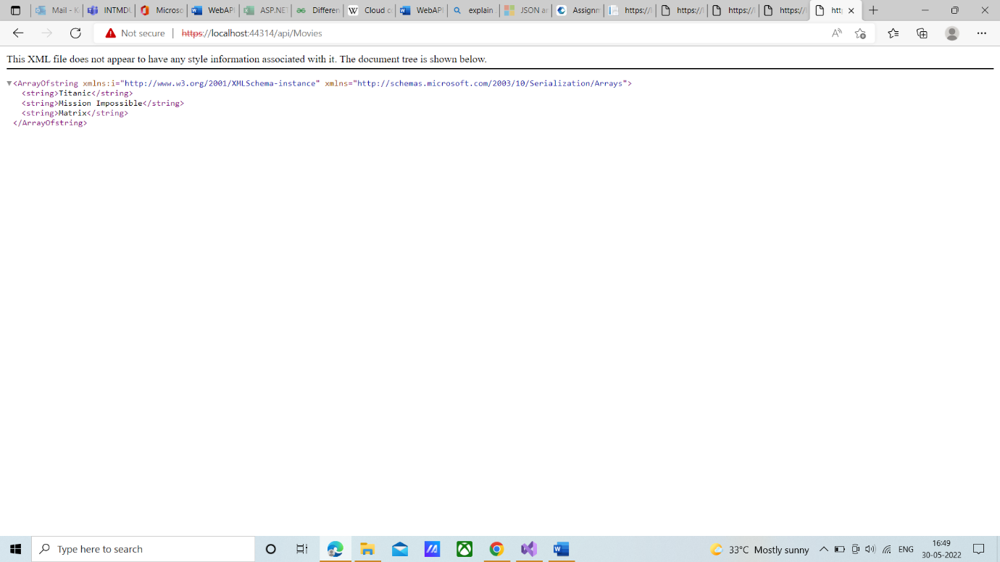 Mail - K
INTMDU
Microso
WebAPI
ASP.NET
Differen
W Cloud c
WebAPI
explain
JSON ar
Assignm
https://l
https://l
https://l
https://l
htt
Not secure | https://localhost:44314/api/Movies
This XML file does not appear to have any style information associated with it. The document tree is shown below.
▼<ArrayOfstring xmlns:i="http://www.w3.org/2001/XMLSchema-instance" xmlns="http://schemas.microsoft.com/2003/10/Serialization/Arrays">
<string>Titanic</string>
<string>Mission Impossible</string>
<string>Matrix</string>
</ArrayOfstring>
Type here to search
33°C Mostly sunny
ENG
16:49
30-05-2022